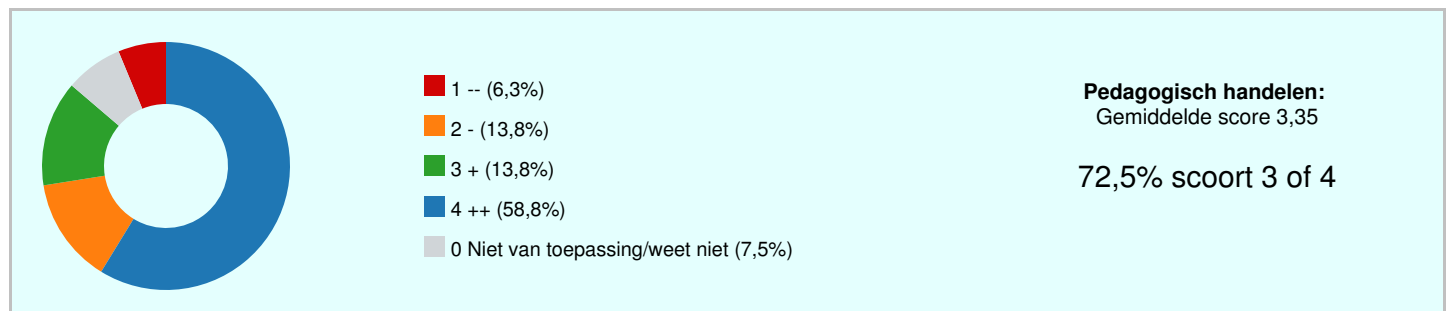 1 -- (6,3%)
2 - (13,8%)
3 + (13,8%)
4 ++ (58,8%)
0 Niet van toepassing/weet niet (7,5%)
Pedagogisch handelen:
Gemiddelde score 3,35
72,5% scoort 3 of 4